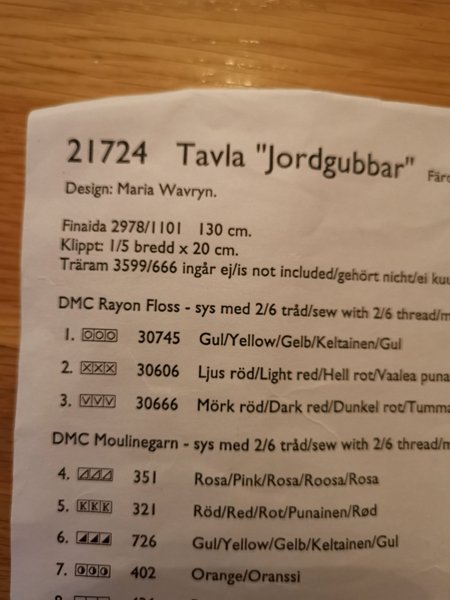 21724 Tavla "Jordgubbar"
Design: Maria Wavryn.
Finaida 2978/1101 130 cm.
Klippt: 1/5 bredd x 20 cm.
Träram 3599/666 ingår ej/is not included/gehört nicht/ei
DMC Rayon Floss - sys med 2/6 tråd/sew with 2/6 thread/
1. 30745 Gul/Yellow/Gelb/Keltainen/Gul
2. XXX 30606 Ljus röd/Light red/Hell rot/Vaalea
3. VVV 30666 Mörk röd/Dark red/Dunkel rot/
DMC Moulinegarn - sys med 2/6 tråd/sew with 2/6 thread/
4. 351 Rosa/Pink/Rosa/Roosa/Rosa
5. KKK 321 Röd/Red/Rot/Punainen/Rød
6. 726 Gul/Yellow/Gelb/Keltainen/Gul
7. 402 Orange/Oranssi